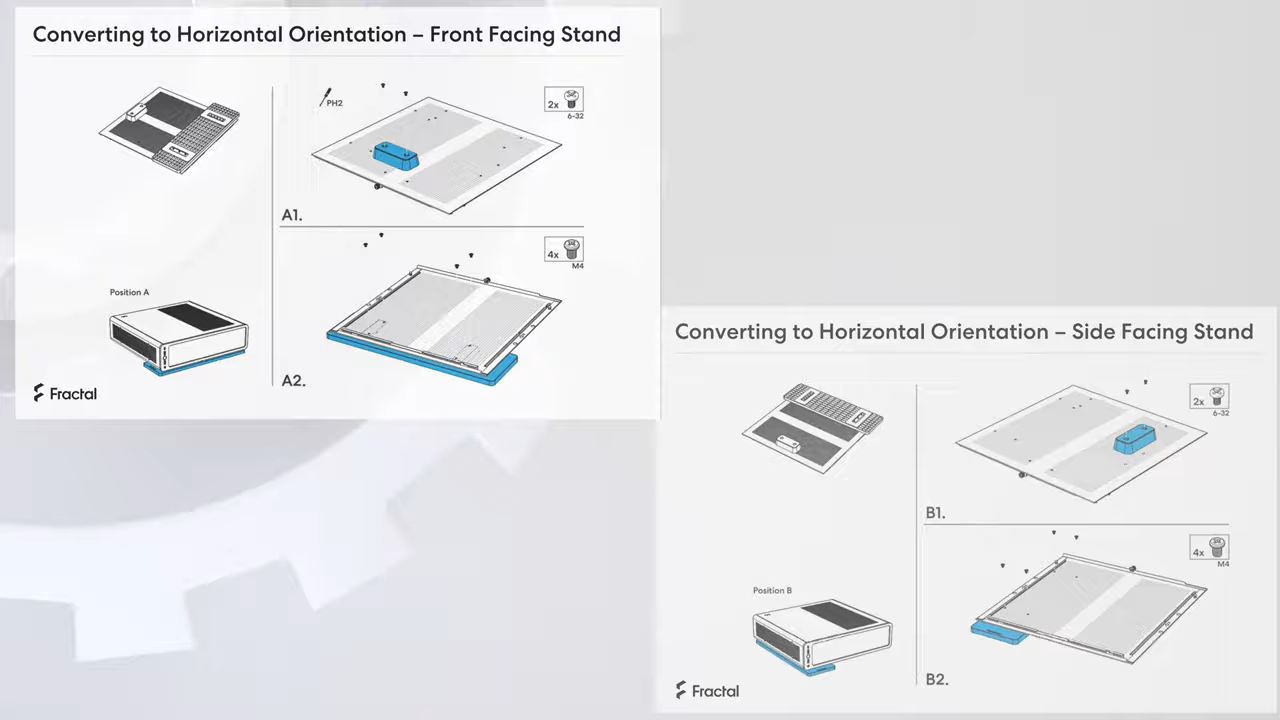 Converting to Horizontal Orientation – Front Facing Stand
PH2
2x
6-32
A1.
4x
M4
Position A
A2.
Fractal
Converting to Horizontal Orientation – Side Facing Stand
2x
6-32
B1.
4x
M4
Position B
B2.
Fractal